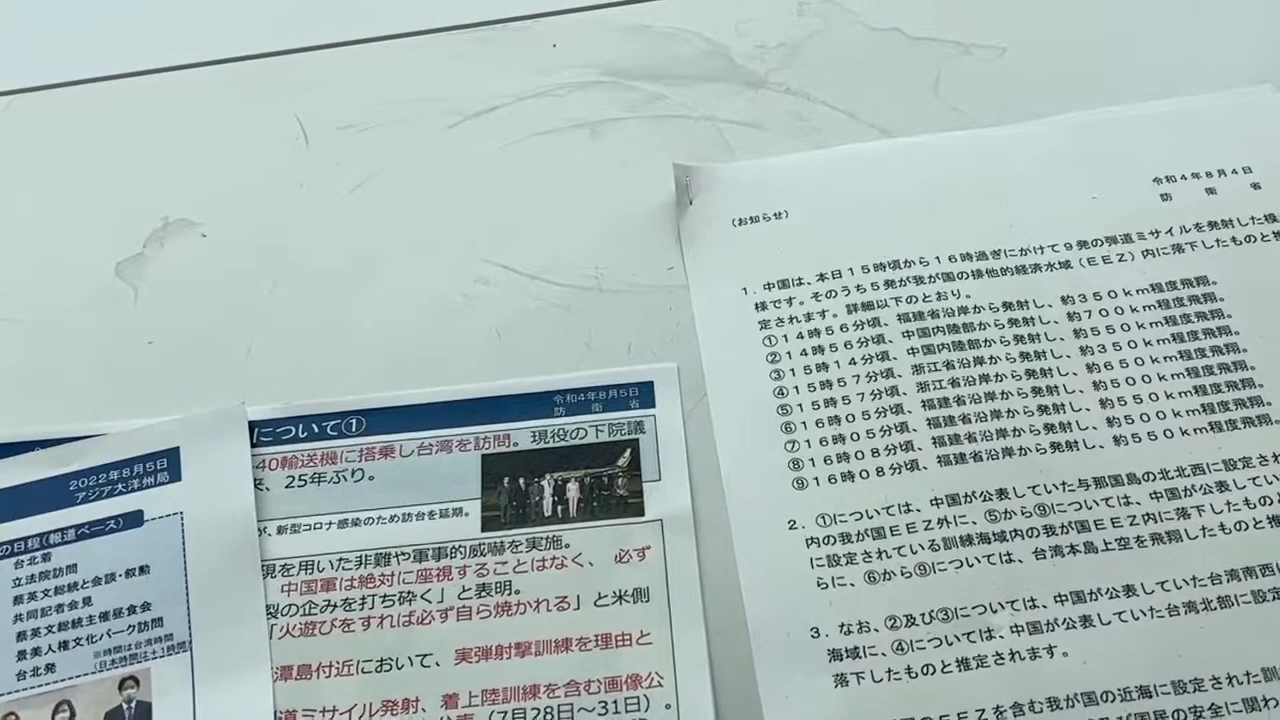 2022年8月5日
アジア大洋州局
の日程(報道ベース)
台北着
立法院訪問
蔡英文総統と会談・叙勲
共同記者会見
蔡英文総統主催昼食会
景美人権文化パーク訪問
台北発
※時間は台湾時間
(日本時間は+1時間)
令和4年8月5日
防衛省
について①
40輸送機に搭乗し台湾を訪問。現役の下院議
、25年ぶり。
が、新型コロナ感染のため訪台を延期。
現を用いた非難や軍事的威嚇を実施。
中国軍は絶対に座視することはなく、必ず
裂の企みを打ち砕く」と表明。
「火遊びをすれば必ず自ら焼かれる」と米側
潭島付近において、実弾射撃訓練を理由と
道ミサイル発射、着上陸訓練を含む画像公
(7月28日~31日)。
令和4年8月4日
防衛省
(お知らせ)
1.中国は、本日15時頃から16時過ぎにかけて9発の弾道ミサイルを発射した模
様です。そのうち5発が我が国の排他的経済水域(EEZ)内に落下したものと推
定されます。詳細以下のとおり。
①14時56分頃、福建省沿岸から発射し、約350km程度飛翔。
②14時56分頃、中国内陸部から発射し、約700km程度飛翔。
③15時14分頃、中国内陸部から発射し、約550km程度飛翔。
④15時57分頃、浙江省沿岸から発射し、約350km程度飛翔。
⑤15時57分頃、浙江省沿岸から発射し、約650km程度飛翔。
⑥16時05分頃、福建省沿岸から発射し、約500km程度飛翔。
⑦16時05分頃、福建省沿岸から発射し、約550km程度飛翔。
⑧16時08分頃、福建省沿岸から発射し、約500km程度飛翔。
⑨16時08分頃、福建省沿岸から発射し、約550km程度飛翔。
2.①については、中国が公表していた与那国島の北北西に設定され
内の我が国EEZ外に、⑤から⑨については、中国が公表してい
に設定されている訓練海域内の我が国EEZ内に落下したもの
らに、⑥から⑨については、台湾本島上空を飛翔したものと推
3.なお、②及び③については、中国が公表していた台湾南西
海域に、④については、中国が公表していた台湾北部に設定
落下したものと推定されます。
のEEZを含む我が国の近海に設定された訓
国民の安全に関わ